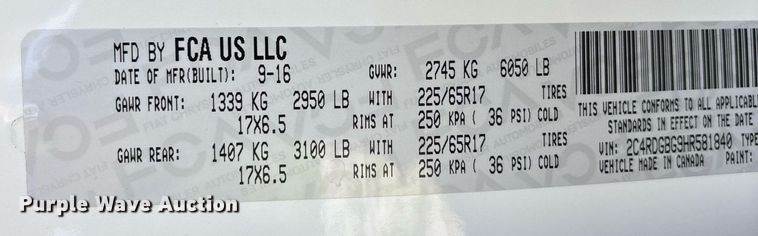 MFD BY FCA US LLC
DATE OF MFR(BUILT): 9-16 GVWR: 2745 KG 6050 LB
GAWR FRONT: 1339 KG 2950 LB WITH 225/65R17 TIRES
17X6.5 RIMS AT 250 KPA ( 36 PSI) COLD
GAWR REAR: 1407 KG 3100 LB WITH 225/65R17 TIRES
17X6.5 RIMS AT 250 KPA ( 36 PSI) COLD
THIS VEHICLE CONFORMS TO ALL APPLICABL
STANDARDS IN EFFECT ON THE DATE
VIN: 2C4RDGBG9HR581840 TYPE
VEHICLE MADE IN CANADA PAINT:
Purple Wave Auction